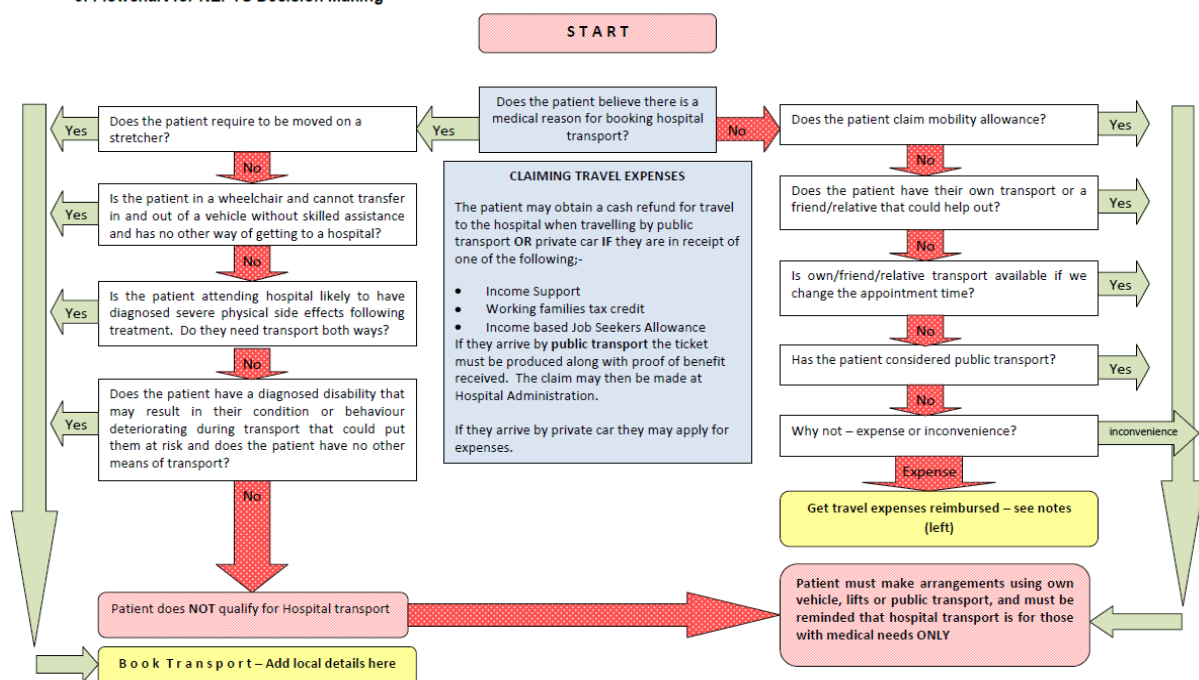 S T A R T
Does the patient believe there is a
medical reason for booking hospital
transport?
Yes
No
Does the patient require to be moved on a
stretcher?
Yes
No
Is the patient in a wheelchair and cannot transfer
in and out of a vehicle without skilled assistance
and has no other way of getting to a hospital?
Yes
No
Is the patient attending hospital likely to have
diagnosed severe physical side effects following
treatment. Do they need transport both ways?
Yes
No
Does the patient have a diagnosed disability that
may result in their condition or behaviour
deteriorating during transport that could put
them at risk and does the patient have no other
means of transport?
Yes
No
Patient does NOT qualify for Hospital transport
B o o k T r a n s p o r t – Add local details here
CLAIMING TRAVEL EXPENSES
The patient may obtain a cash refund for travel
to the hospital when travelling by public
transport OR private car IF they are in receipt of
one of the following;-
• Income Support
• Working families tax credit
• Income based Job Seekers Allowance
If they arrive by public transport the ticket
must be produced along with proof of benefit
received. The claim may then be made at
Hospital Administration.
If they arrive by private car they may apply for
expenses.
Does the patient claim mobility allowance?
Yes
No
Does the patient have their own transport or a
friend/relative that could help out?
Yes
No
Is own/friend/relative transport available if we
change the appointment time?
Yes
No
Has the patient considered public transport?
Yes
No
Why not – expense or inconvenience?
inconvenience
Expense
Get travel expenses reimbursed – see notes
(left)
Patient must make arrangements using own
vehicle, lifts or public transport, and must be
reminded that hospital transport is for those
with medical needs ONLY